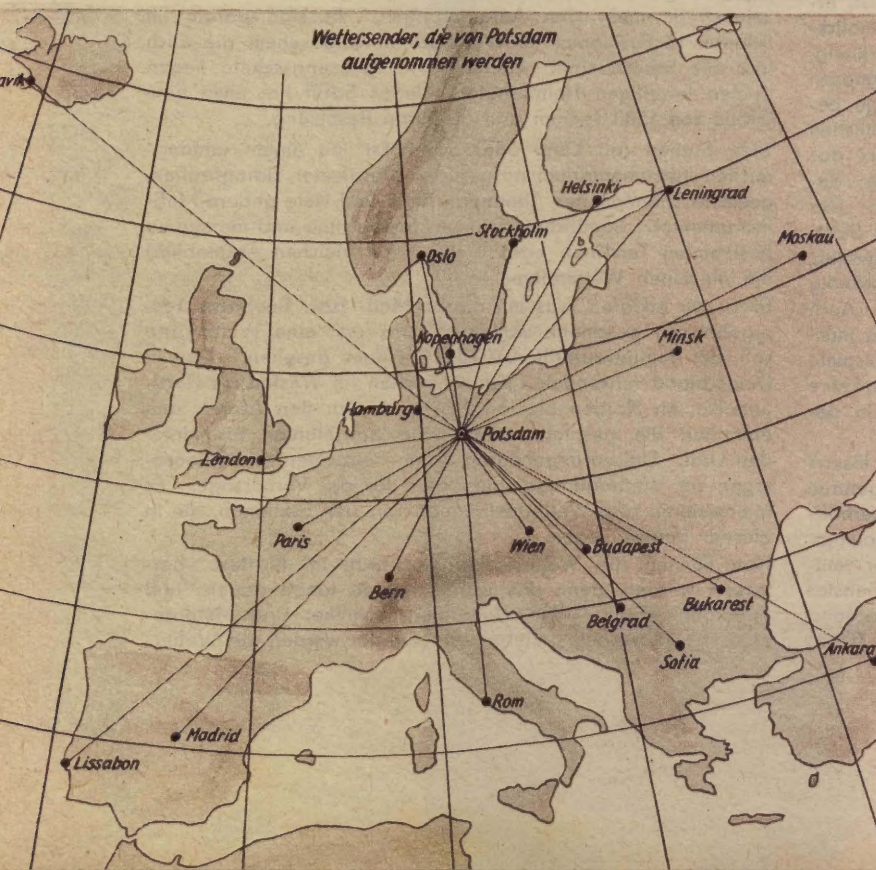 Wettersender, die von Potsdam
aufgenommen werden
avik
Helsinki
Leningrad
Stockholm
Moskau
Oslo
Kopenhagen
Minsk
Hamburg
Potsdam
London
Paris
Wien
Budapest
Bern
Bukarest
Belgrad
Sofia
Ankara
Rom
Madrid
Lissabon